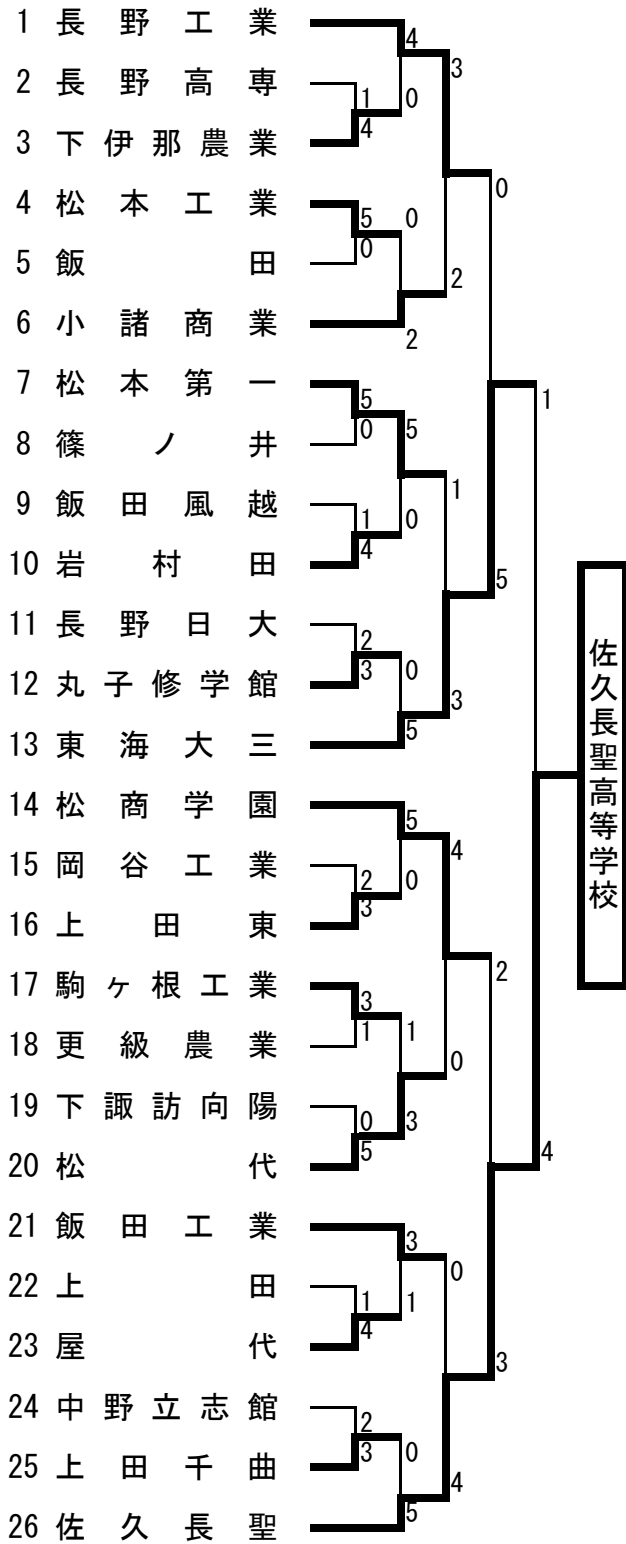 1 長野工業
2 長野高専
3 下伊那農業
4 松本工業
5 飯田
6 小諸商業
7 松本第一
8 篠ノ井
9 飯田風越
10 岩村田
11 長野日大
12 丸子修学館
13 東海大三
14 松商学園
15 岡谷工業
16 上田東
17 駒ヶ根工業
18 更級農業
19 下諏訪向陽
20 松代
21 飯田工業
22 上田
23 屋代
24 中野立志館
25 上田千曲
26 佐久長聖
1
4
5
0
5
0
1
4
2
3
2
3
3
1
0
5
1
4
2
3
4
0
0
2
5
0
0
5
5
0
1
3
3
1
0
5
3
2
1
3
4
0
0
4
0
5
2
3
1
4
佐久長聖高等学校